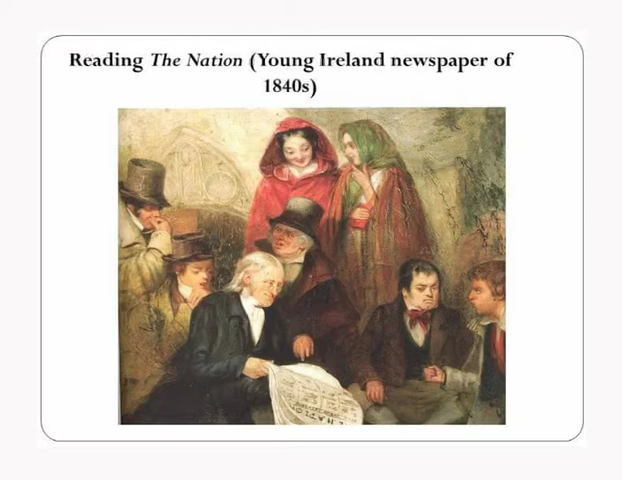 Reading The Nation (Young Ireland newspaper of
1840s)